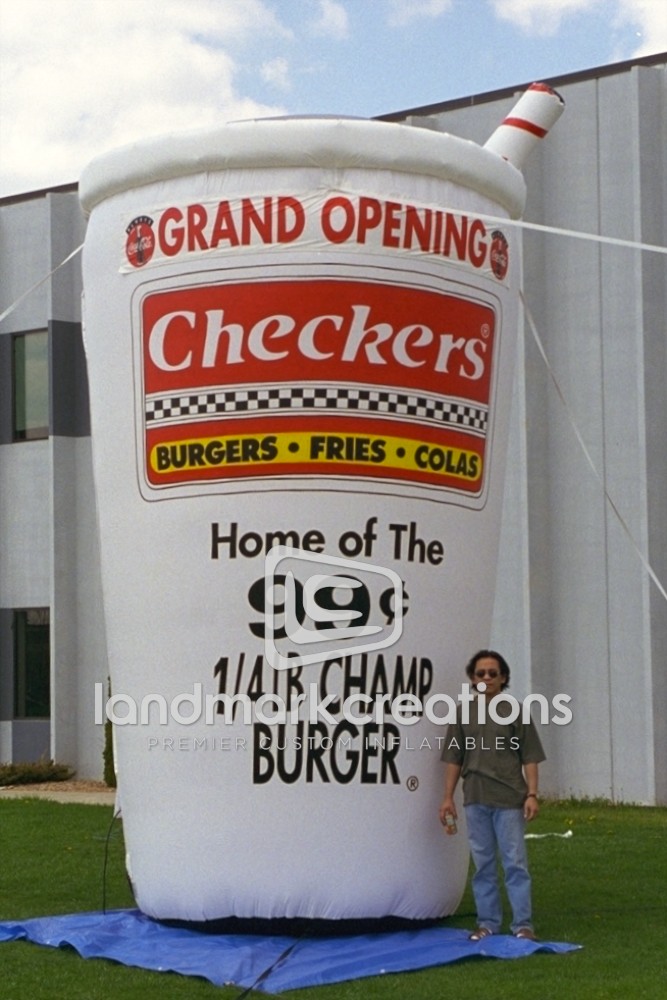 GRAND OPENING
Checkers®
BURGERS • FRIES • COLAS
Home of The
99¢
1/4 LB. CHAMP
BURGER®
landmarkcreations
PREMIER CUSTOM INFLATABLES